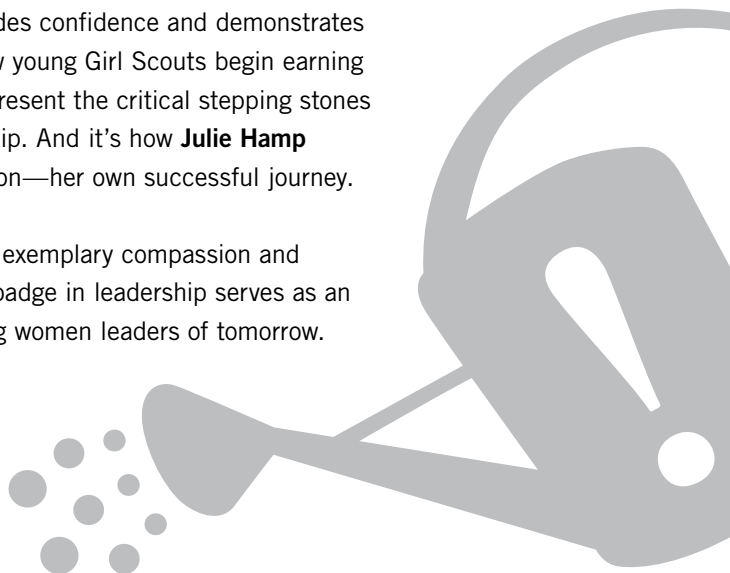 des confidence and demonstrates
young Girl Scouts begin earning
resent the critical stepping stones
ip. And it's how Julie Hamp
on—her own successful journey.
exemplary compassion and
badge in leadership serves as an
g women leaders of tomorrow.